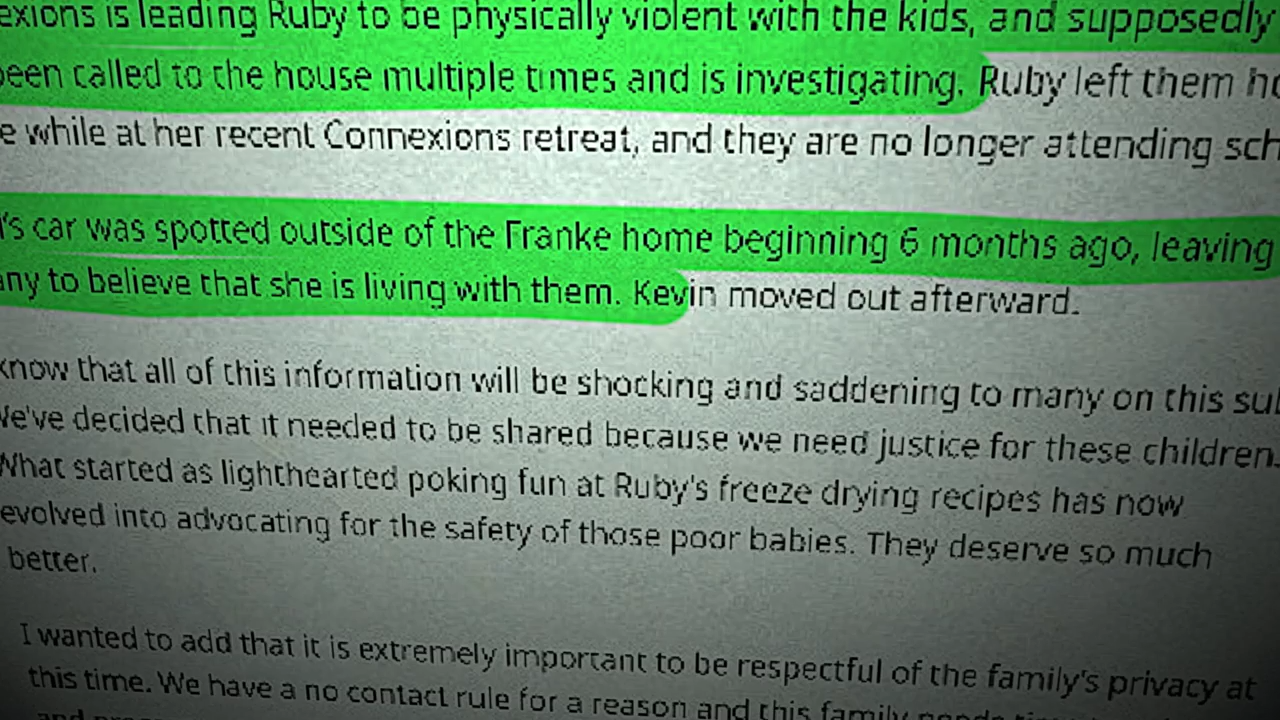 exions is leading Ruby to be physically violent with the kids, and supposedly
been called to the house multiple times and is investigating. Ruby left them ho
e while at her recent Connexions retreat, and they are no longer attending sch
's car was spotted outside of the Franke home beginning 6 months ago, leaving
any to believe that she is living with them. Kevin moved out afterward.
know that all of this information will be shocking and saddening to many on this sub
We've decided that it needed to be shared because we need justice for these children.
What started as lighthearted poking fun at Ruby's freeze drying recipes has now
evolved into advocating for the safety of those poor babies. They deserve so much
better.
I wanted to add that it is extremely important to be respectful of the family's privacy at
this time. We have a no contact rule for a reason and this family needs